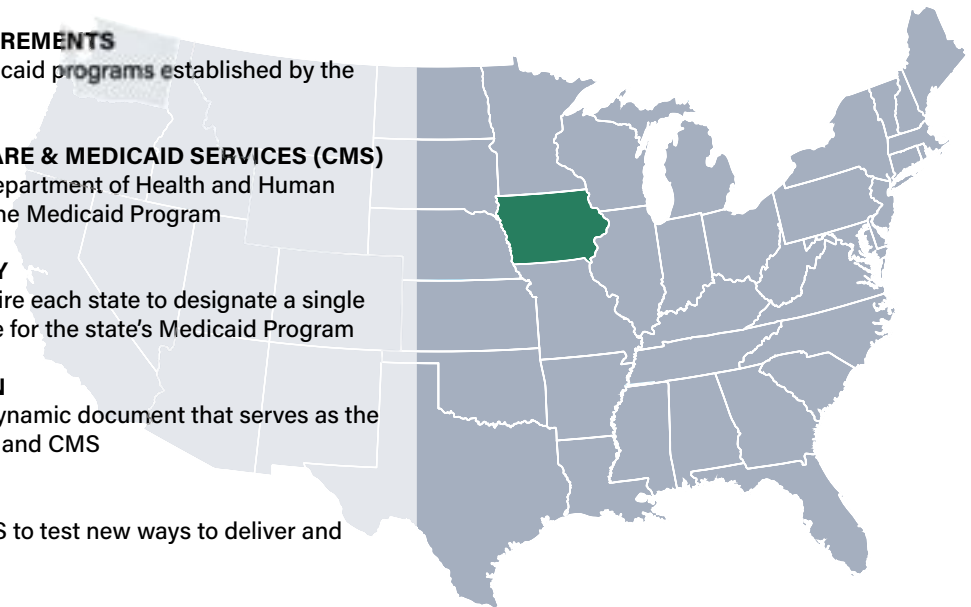 REMENTS
caid programs established by the
ARE & MEDICAID SERVICES (CMS)
epartment of Health and Human
ne Medicaid Program
Y
ire each state to designate a single
e for the state's Medicaid Program
N
ynamic document that serves as the
and CMS
S to test new ways to deliver and